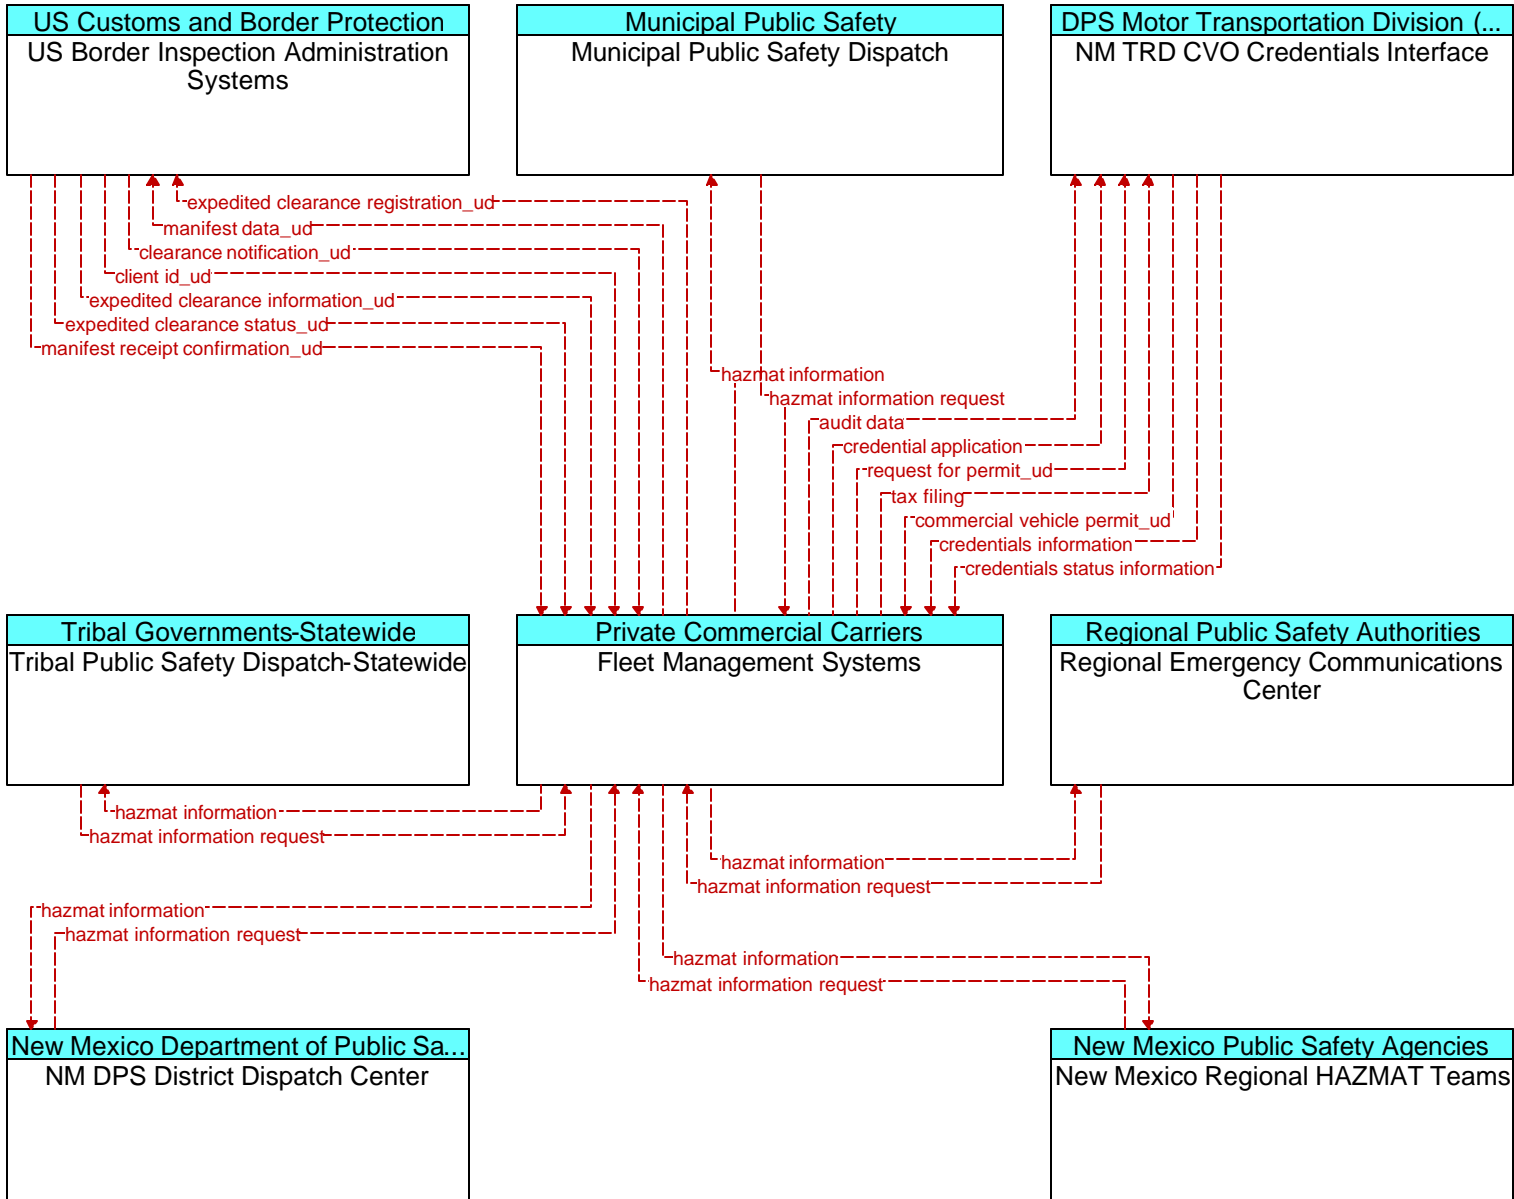 US Customs and Border Protection
US Border Inspection Administration
Systems
Municipal Public Safety
Municipal Public Safety Dispatch
DPS Motor Transportation Division (...
NM TRD CVO Credentials Interface
expedited clearance registration_ud
manifest data_ud
clearance notification_ud
client id_ud
expedited clearance information_ud
expedited clearance status_ud
manifest receipt confirmation_ud
hazmat information
hazmat information request
audit data
credential application
request for permit_ud
tax filing
commercial vehicle permit_ud
credentials information
credentials status information
Tribal Governments-Statewide
Tribal Public Safety Dispatch-Statewide
Private Commercial Carriers
Fleet Management Systems
Regional Public Safety Authorities
Regional Emergency Communications
Center
hazmat information
hazmat information request
hazmat information
hazmat information request
hazmat information
hazmat information request
hazmat information
hazmat information request
New Mexico Department of Public Sa...
NM DPS District Dispatch Center
New Mexico Public Safety Agencies
New Mexico Regional HAZMAT Teams